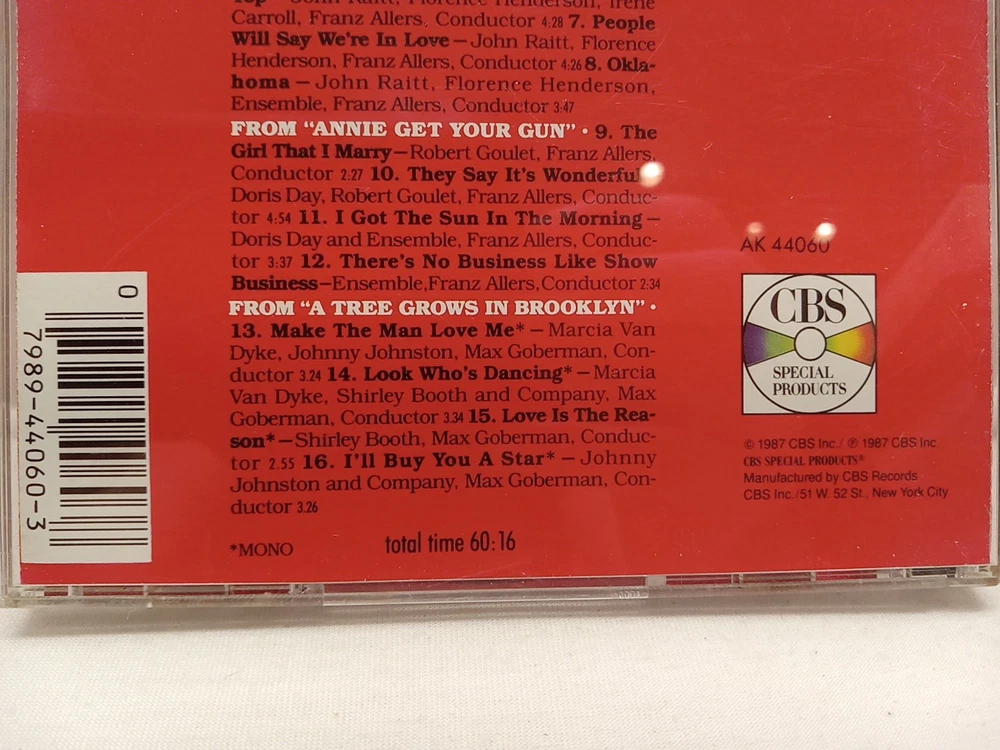 Top – John Raitt, Florence Henderson, Irene
Carroll, Franz Allers, Conductor 4:28 7. People
Will Say We're In Love – John Raitt, Florence
Henderson, Franz Allers, Conductor 4:26 8. Okla-
homa – John Raitt, Florence Henderson,
Ensemble, Franz Allers, Conductor 3:47
FROM "ANNIE GET YOUR GUN" • 9. The
Girl That I Marry–Robert Goulet, Franz Allers,
Conductor 2:27 10. They Say It's Wonderful
Doris Day, Robert Goulet, Franz Allers, Conduc-
tor 4:54 11. I Got The Sun In The Morning –
Doris Day and Ensemble, Franz Allers, Conduc-
tor 3:37 12. There's No Business Like Show
Business–Ensemble, Franz Allers, Conductor 2:34
FROM "A TREE GROWS IN BROOKLYN" •
13. Make The Man Love Me* – Marcia Van
Dyke, Johnny Johnston, Max Goberman, Con-
ductor 3.24 14. Look Who's Dancing* – Marcia
Van Dyke, Shirley Booth and Company, Max
Goberman, Conductor 3:34 15. Love Is The Rea-
son* – Shirley Booth, Max Goberman, Conduc-
tor 2.55 16. I'll Buy You A Star* – Johnny
Johnston and Company, Max Goberman, Con-
ductor 3.26
*MONO
total time 60:16
0
7989-44060-3
AK 44060
CBS
SPECIAL
PRODUCTS
© 1987 CBS Inc./ ℗ 1987 CBS Inc
CBS SPECIAL PRODUCTS®
Manufactured by CBS Records
CBS Inc./51 W. 52 St., New York City